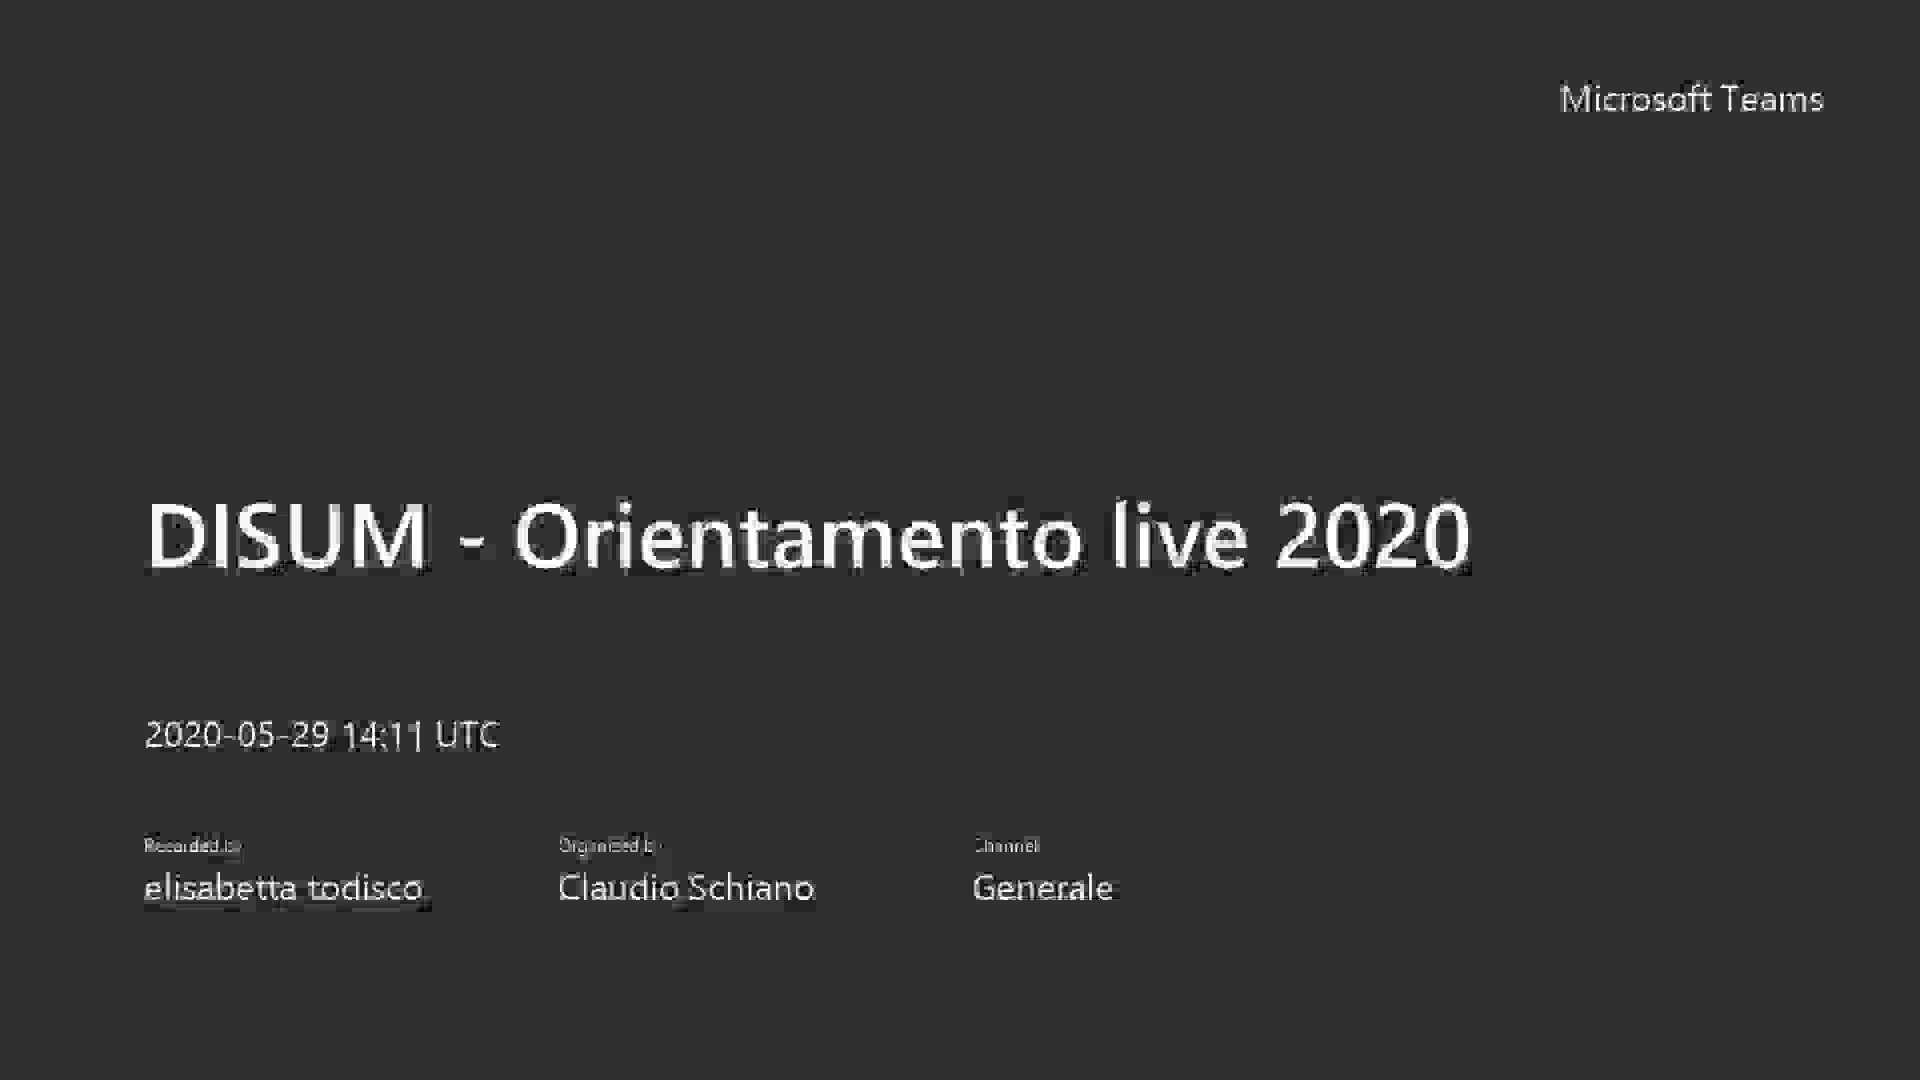 Microsoft Teams
DISUM - Orientamento live 2020
2020-05-29 14:11 UTC
Recorded by Organized by Channel
elisabetta todisco Claudio Schiano Generale